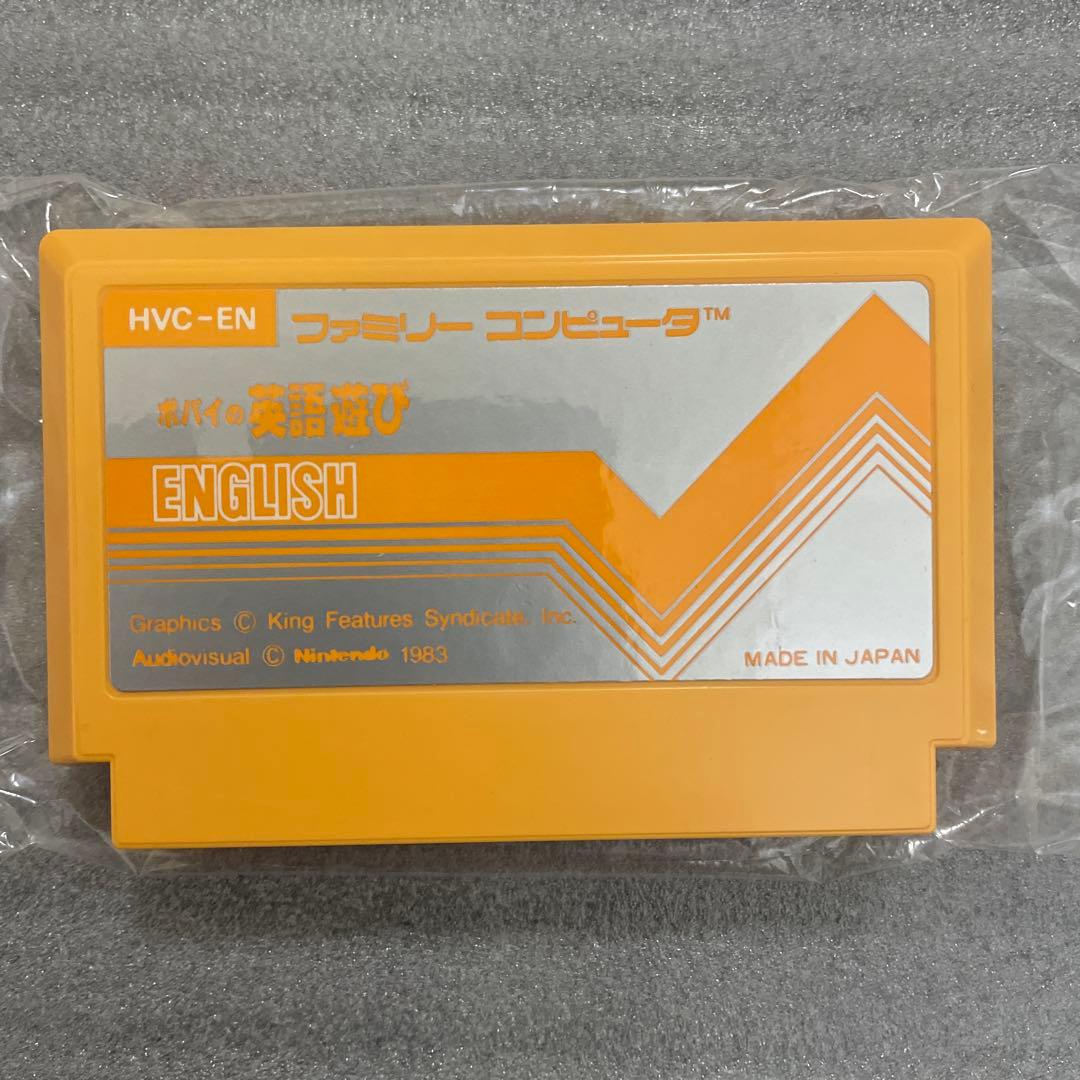 HVC-EN
ファミリー コンピュータ™
ポパイの英語遊び
ENGLISH
Graphics © King Features Syndicate, Inc.
Audiovisual © Nintendo 1983
MADE IN JAPAN